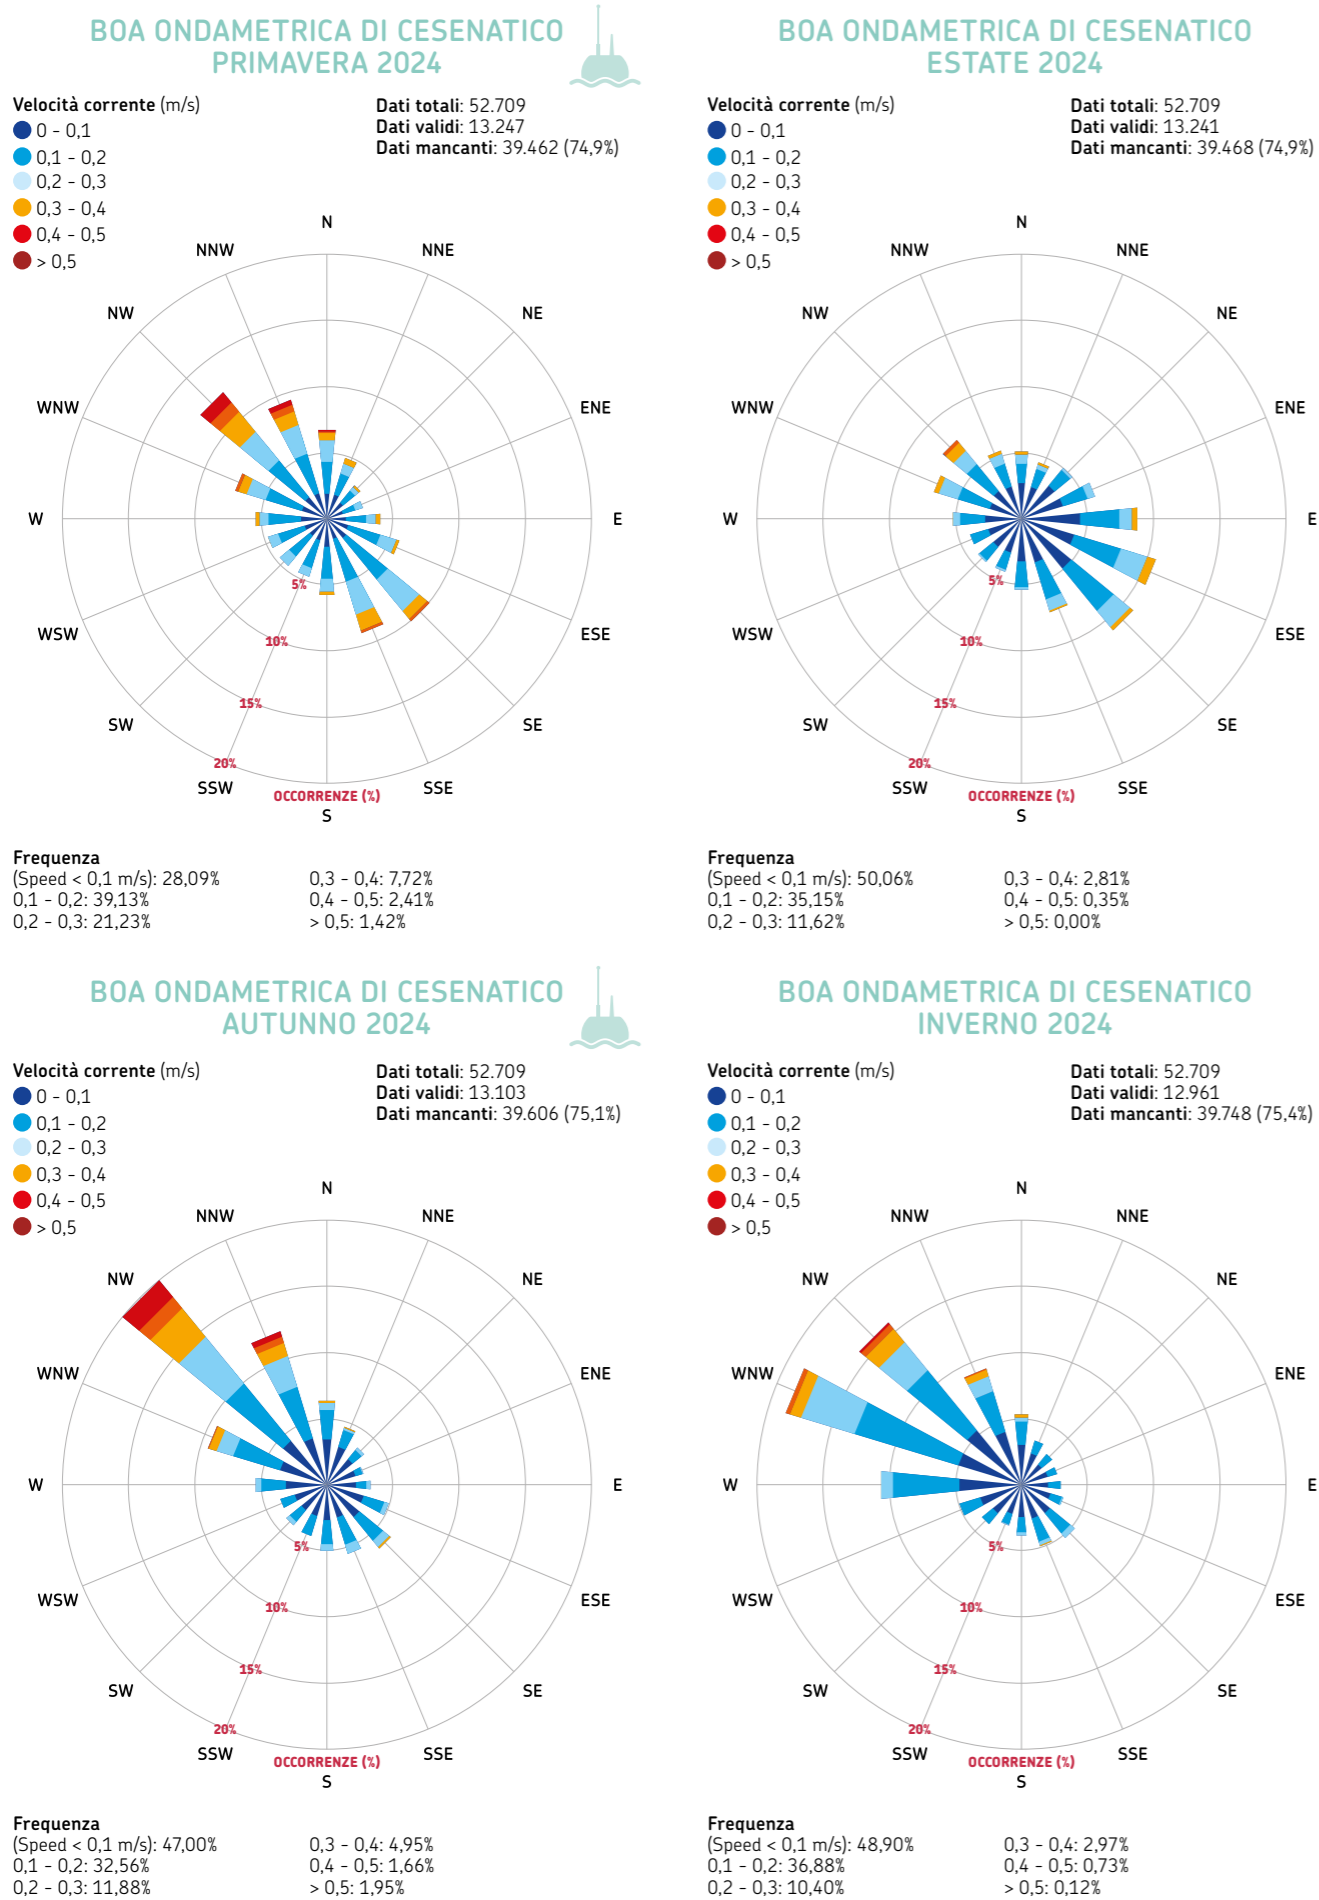 BOA ONDAMETRICA DI CESENATICO
PRIMAVERA 2024
Velocità corrente (m/s)
0 - 0,1
0,1 - 0,2
0,2 - 0,3
0,3 - 0,4
0,4 - 0,5
> 0,5
Dati totali: 52.709
Dati validi: 13.247
Dati mancanti: 39.462 (74,9%)
N
NNW
NNE
NW
NE
WNW
ENE
W
E
5%
WSW
ESE
10%
15%
SW
SE
20%
SSW
SSE
OCCORRENZE (%)
S
Frequenza
(Speed < 0,1 m/s): 28,09%
0,1 - 0,2: 39,13%
0,2 - 0,3: 21,23%
0,3 - 0,4: 7,72%
0,4 - 0,5: 2,41%
> 0,5: 1,42%
BOA ONDAMETRICA DI CESENATICO
ESTATE 2024
Velocità corrente (m/s)
0 - 0,1
0,1 - 0,2
0,2 - 0,3
0,3 - 0,4
0,4 - 0,5
> 0,5
Dati totali: 52.709
Dati validi: 13.241
Dati mancanti: 39.468 (74,9%)
N
NNW
NNE
NW
NE
WNW
ENE
W
E
5%
WSW
ESE
10%
15%
SW
SE
20%
SSW
SSE
OCCORRENZE (%)
S
Frequenza
(Speed < 0,1 m/s): 50,06%
0,1 - 0,2: 35,15%
0,2 - 0,3: 11,62%
0,3 - 0,4: 2,81%
0,4 - 0,5: 0,35%
> 0,5: 0,00%
BOA ONDAMETRICA DI CESENATICO
AUTUNNO 2024
Velocità corrente (m/s)
0 - 0,1
0,1 - 0,2
0,2 - 0,3
0,3 - 0,4
0,4 - 0,5
> 0,5
Dati totali: 52.709
Dati validi: 13.103
Dati mancanti: 39.606 (75,1%)
N
NNW
NNE
NW
NE
WNW
ENE
W
E
5%
WSW
ESE
10%
15%
SW
SE
20%
SSW
SSE
OCCORRENZE (%)
S
Frequenza
(Speed < 0,1 m/s): 47,00%
0,1 - 0,2: 32,56%
0,2 - 0,3: 11,88%
0,3 - 0,4: 4,95%
0,4 - 0,5: 1,66%
> 0,5: 1,95%
BOA ONDAMETRICA DI CESENATICO
INVERNO 2024
Velocità corrente (m/s)
0 - 0,1
0,1 - 0,2
0,2 - 0,3
0,3 - 0,4
0,4 - 0,5
> 0,5
Dati totali: 52.709
Dati validi: 12.961
Dati mancanti: 39.748 (75,4%)
N
NNW
NNE
NW
NE
WNW
ENE
W
E
5%
WSW
ESE
10%
15%
SW
SE
20%
SSW
SSE
OCCORRENZE (%)
S
Frequenza
(Speed < 0,1 m/s): 48,90%
0,1 - 0,2: 36,88%
0,2 - 0,3: 10,40%
0,3 - 0,4: 2,97%
0,4 - 0,5: 0,73%
> 0,5: 0,12%